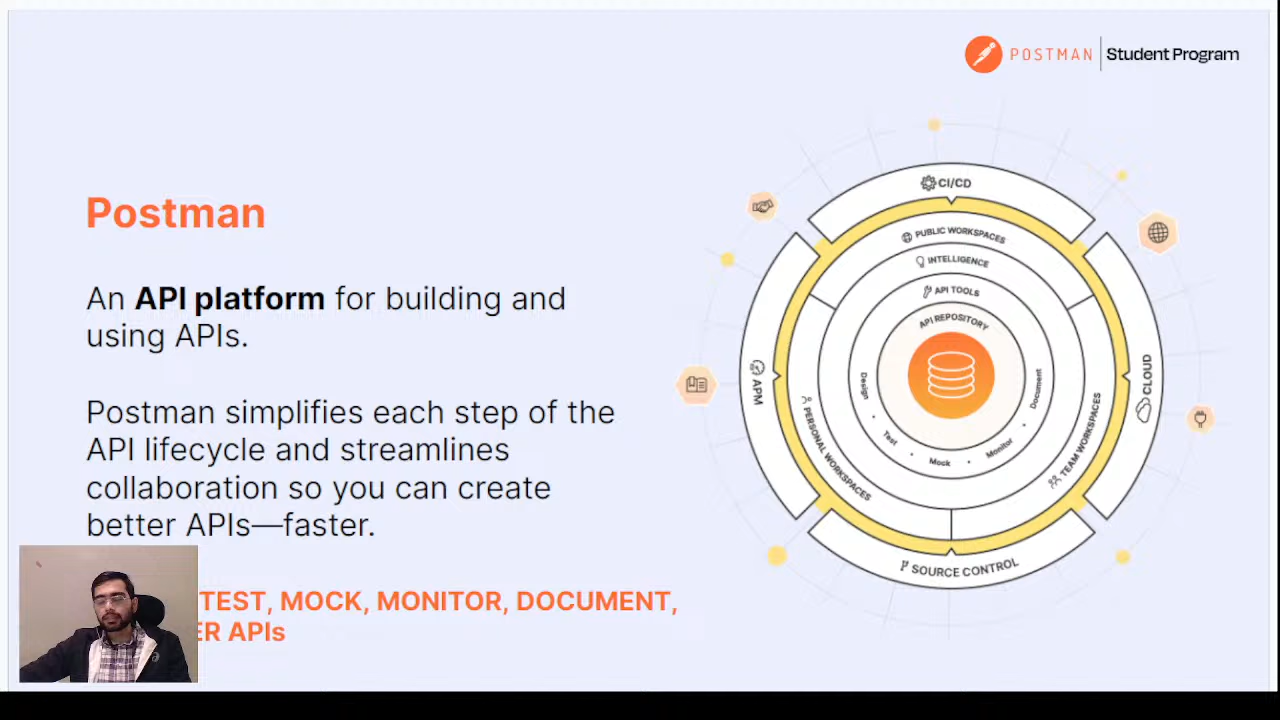 POSTMAN Student Program
Postman
An API platform for building and
using APIs.
Postman simplifies each step of the
API lifecycle and streamlines
collaboration so you can create
better APIs—faster.
TEST, MOCK, MONITOR, DOCUMENT,
ER APIs
CI/CD
PUBLIC WORKSPACES
INTELLIGENCE
API TOOLS
API REPOSITORY
APM
PERSONAL WORKSPACES
Design
Test
Mock
Monitor
Document
TEAM WORKSPACES
CLOUD
SOURCE CONTROL